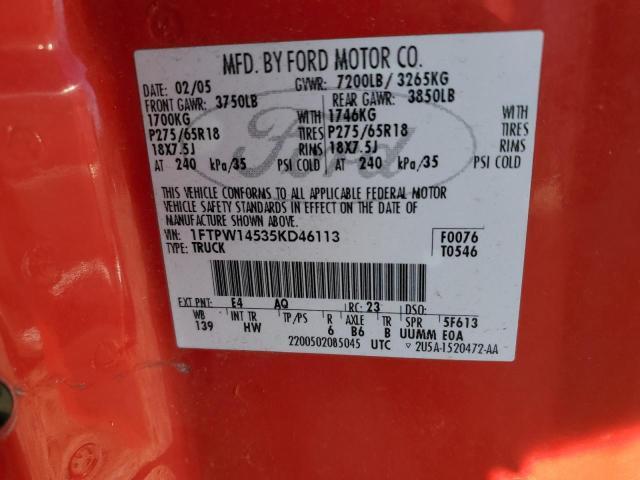 MFD. BY FORD MOTOR CO.
DATE: 02/05 GVWR: 7200LB/ 3265KG
FRONT GAWR: 3750LB REAR GAWR: 3850LB
1700KG WITH 1746KG WITH
P275/65R18 TIRES P275/65R18 TIRES
18X7.5J RIMS 18X7.5J RIMS
AT 240 kPa/35 PSI COLD AT 240 kPa/35 PSI COLD
THIS VEHICLE CONFORMS TO ALL APPLICABLE FEDERAL MOTOR
VEHICLE SAFETY STANDARDS IN EFFECT ON THE DATE OF
MANUFACTURE SHOWN ABOVE.
VIN: 1FTPW14535KD46113 F0076
TYPE: TRUCK T0546
EXT PNT: E4 AQ RC: 23 DSO:
WB INT TR TP/PS R AXLE TR SPR 5F613
139 HW 6 B6 B UUMM E0A
2200502085045 UTC ▽ 2U5A-1520472-AA
Ford